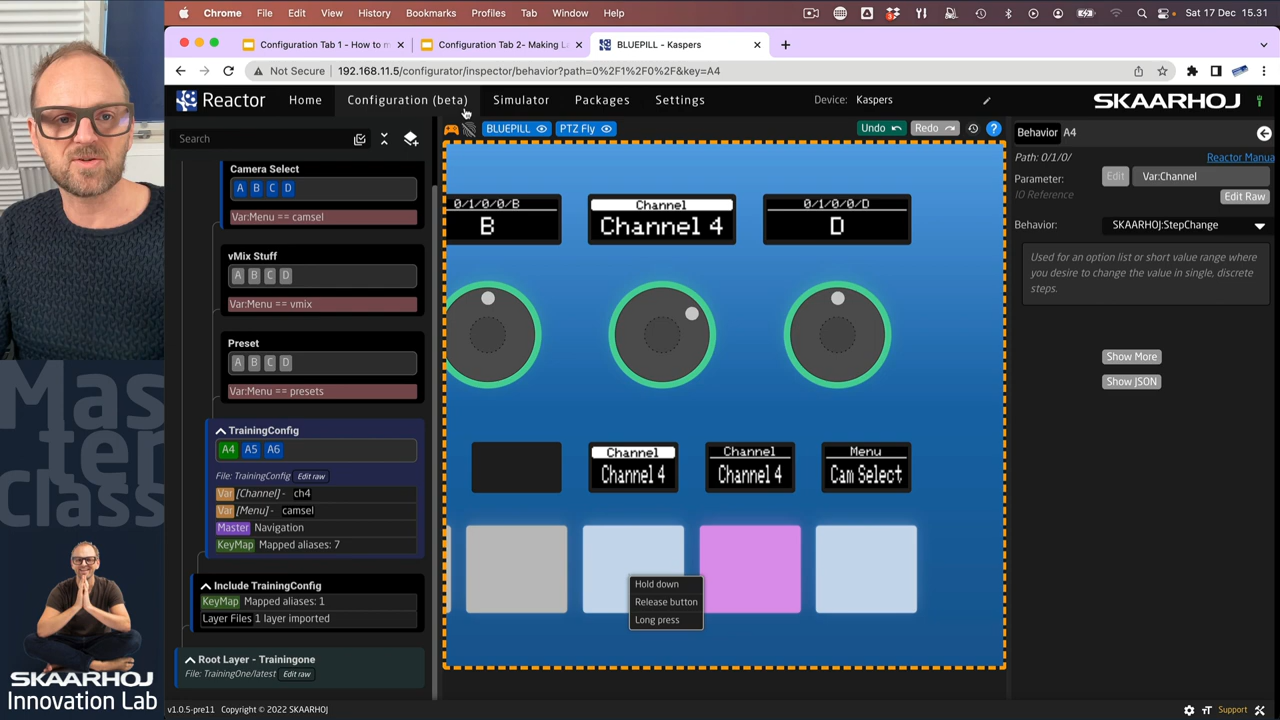 Chrome File Edit View History Bookmarks Profiles Tab Window Help Sat 17 Dec 15.31
Configuration Tab 1 - How to m
Configuration Tab 2- Making La
BLUEPILL - Kaspers
Not Secure 192.168.11.5/configurator/inspector/behavior?path=0%2F1%2F0%2F&key=A4
Reactor Home Configuration (beta) Simulator Packages Settings Device: Kaspers SKAARHOJ
Search
BLUEPILL PTZ Fly Undo Redo ?
Behavior A4
Path: 0/1/0/ Reactor Manua
Parameter: Edit Var:Channel
IO Reference Edit Raw
Behavior: SKAARHOJ:StepChange
Used for an option list or short value range where
you desire to change the value in single, discrete
steps.
Show More
Show JSON
Camera Select
A B C D
Var:Menu == camsel
vMix Stuff
A B C D
Var:Menu == vmix
Preset
A B C D
Var:Menu == presets
TrainingConfig
A4 A5 A6
File: TrainingConfig Edit raw
Var [Channel] - ch4
Var [Menu] - camsel
Master Navigation
KeyMap Mapped aliases: 7
Include TrainingConfig
KeyMap Mapped aliases: 1
Layer Files 1 layer imported
Root Layer - Trainingone
File: TrainingOne/latest Edit raw
0/1/0/0/B
B
Channel
Channel 4
0/1/0/0/D
D
Channel
Channel 4
Channel
Channel 4
Menu
Cam Select
Hold down
Release button
Long press
Mas
ter
Class
SKAARHOJ
Innovation Lab
v1.0.5-pre11 Copyright © 2022 SKAARHOJ
Support